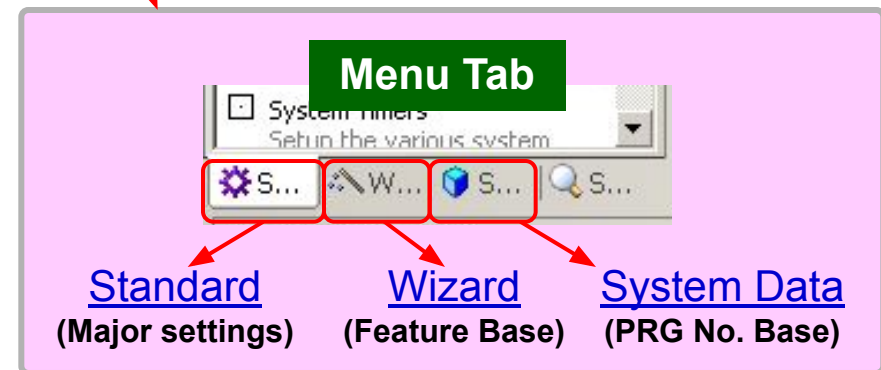 Menu Tab
System Timers
Setup the various system
S... W... S... S...
Standard Wizard System Data
(Major settings) (Feature Base) (PRG No. Base)